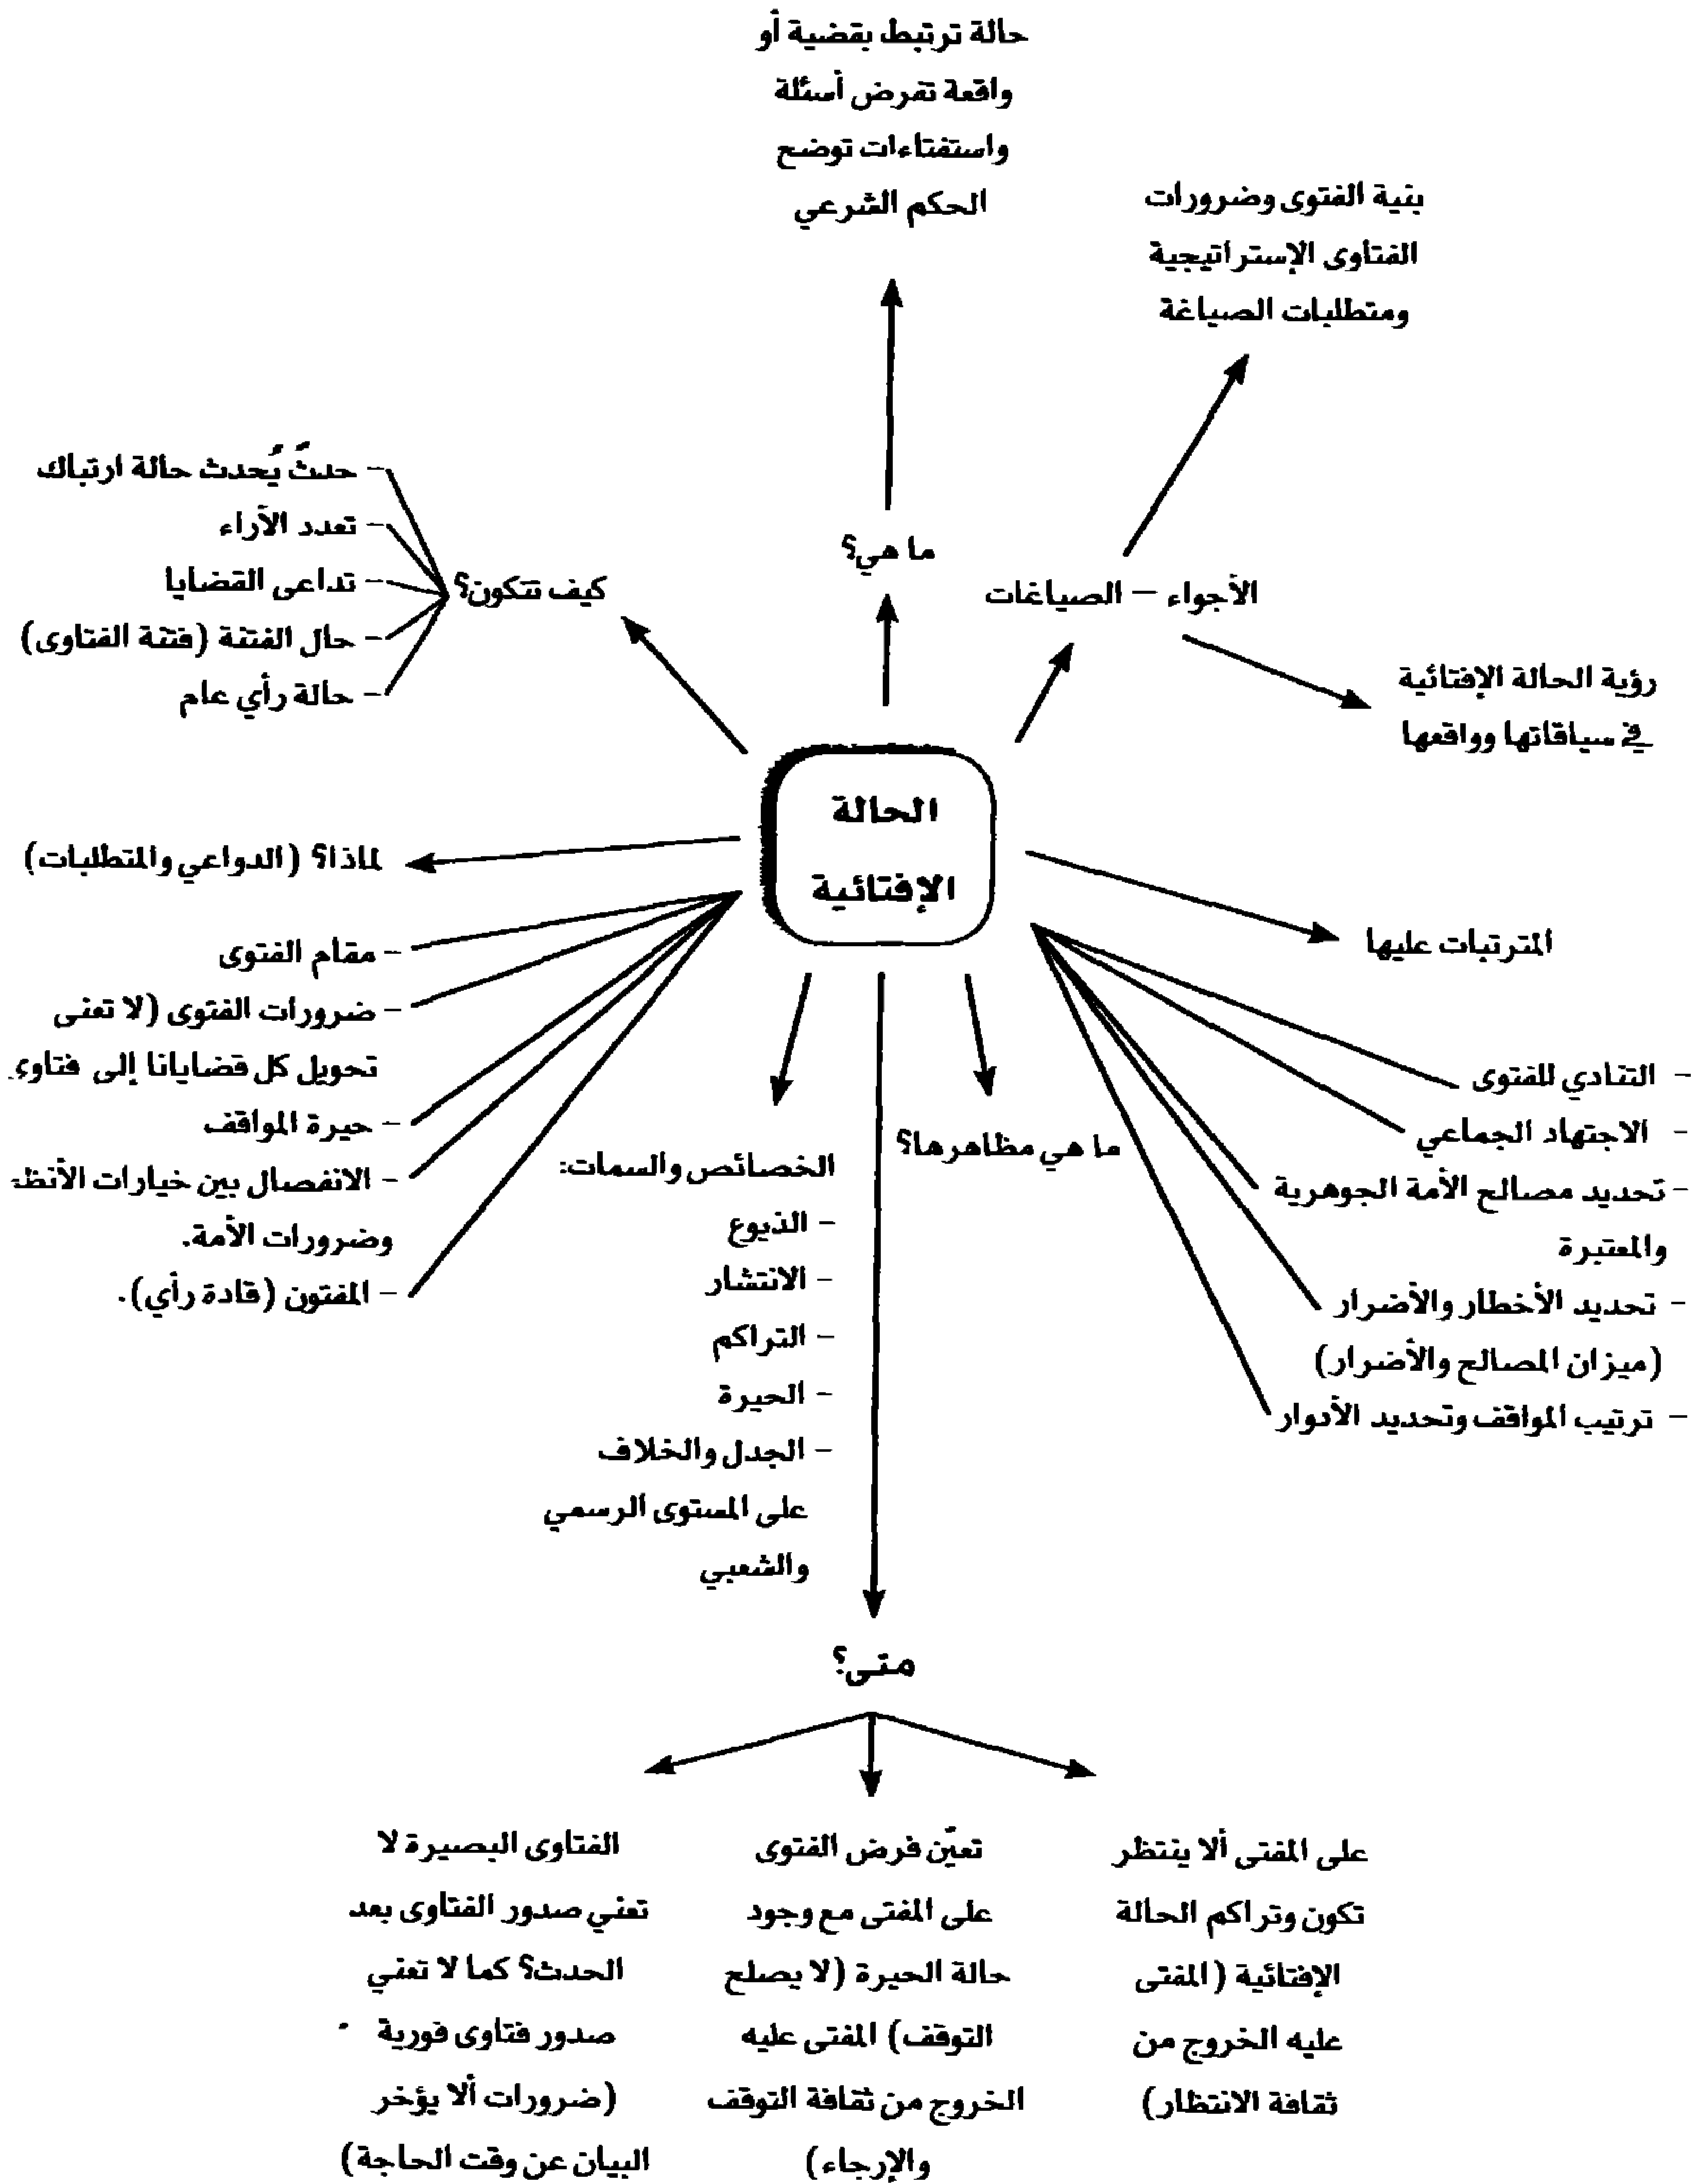 حالة ترتبط بقضية أو
واقعة تفرض أسئلة
واستفتاءات توضح
الحكم الشرعي
ما هي؟
بنية الفتوى وضرورات
الفتاوى الإستراتيجية
ومتطلبات الصياغة
الأجواء – الصياغات
رؤية الحالة الإفتائية
في سياقاتها وواقعها
كيف تتكون؟
– حدثٌ يُحدث حالة ارتباك
– تعدد الآراء
– تداعى القضايا
– حال الفتنة (فتنة الفتاوى)
– حالة رأي عام
الحالة
الإفتائية
لماذا؟ (الدواعي والمتطلبات)
– مقام الفتوى
– ضرورات الفتوى (لا تعنى
تحويل كل قضايانا إلى فتاوى
– حيرة المواقف
– الانفصال بين خيارات
وضرورات الأمة.
– المفتون (قادة رأي).
المترتبات عليها
– التنادي للفتوى
– الاجتهاد الجماعي
– تحديد مصالح الأمة الجوهرية
والمعتبرة
– تحديد الأخطار والأضرار
(ميزان المصالح والأضرار)
– ترتيب المواقف وتحديد الأدوار
ما هي مظاهرها؟
الخصائص والسمات:
– الذيوع
– الانتشار
– التراكم
– الحيرة
– الجدل والخلاف
على المستوى الرسمي
والشعبي
متى؟
على المفتى ألا ينتظر
تكون وتراكم الحالة
الإفتائية (المفتى
عليه الخروج من
ثقافة الانتظار)
تعيّن فرض الفتوى
على المفتى مع وجود
حالة الحيرة (لا يصلح
التوقف) المفتى عليه
الخروج من ثقافة التوقف
والإرجاء)
الفتاوى البصيرة لا
تعني صدور الفتاوى بعد
الحدث؟ كما لا تعني
صدور فتاوى فورية
(ضرورات ألا يؤخر
البيان عن وقت الحاجة)